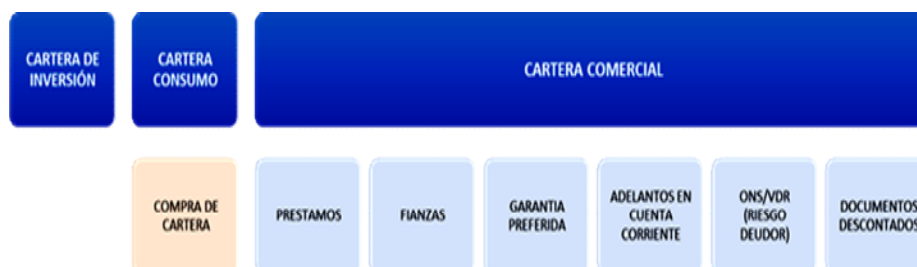 CARTERA DE
INVERSIÓN
CARTERA
CONSUMO
CARTERA COMERCIAL
COMPRA DE
CARTERA
PRESTAMOS
FIANZAS
GARANTIA
PREFERIDA
ADELANTOS EN
CUENTA
CORRIENTE
ONS/VDR
(RIESGO
DEUDOR)
DOCUMENTOS
DESCONTADOS